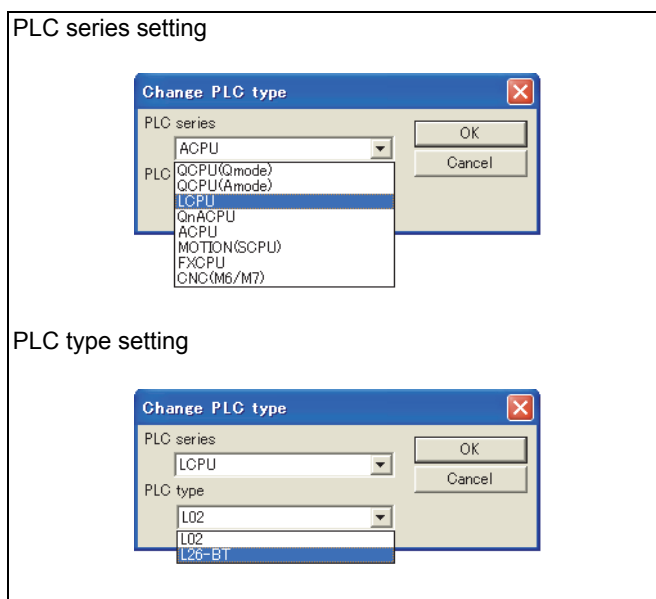 PLC series setting
Change PLC type
PLC series
ACPU
OK
Cancel
PLC
QCPU(Qmode)
QCPU(Amode)
LCPU
QnACPU
ACPU
MOTION(SCPU)
FXCPU
CNC(M6/M7)
PLC type setting
Change PLC type
PLC series
LCPU
OK
Cancel
PLC type
L02
L02
L26-BT